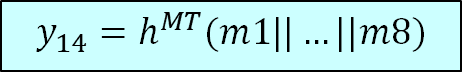 y₁₄ = hᴹᵀ(m1|| … ||m8)